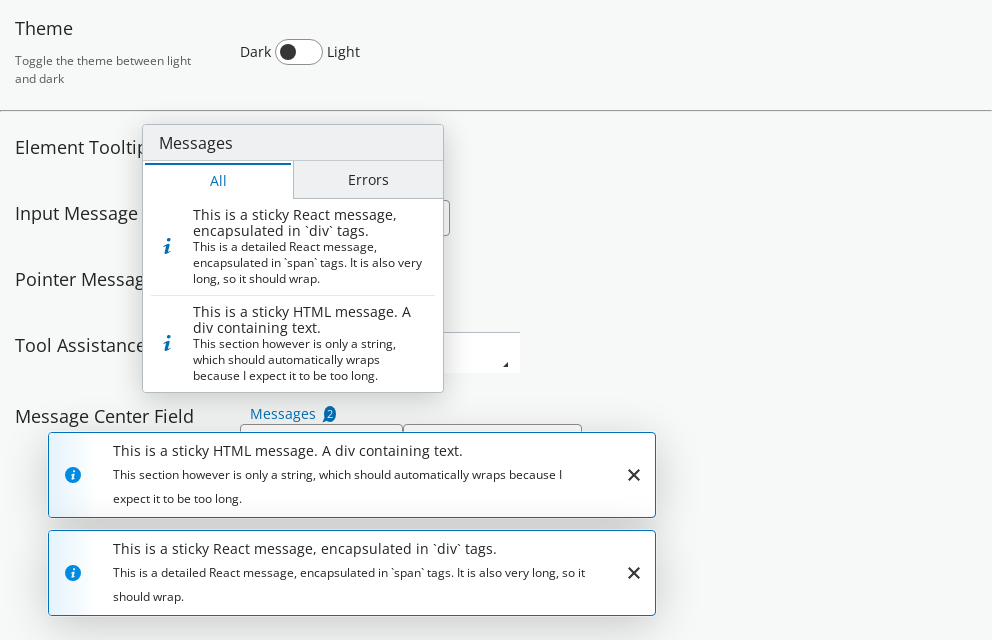 Theme
Toggle the theme between light
and dark
Dark
Light
Element Tooltip
Input Message
Pointer Messag
Tool Assistance
Messages
All
Errors
This is a sticky React message,
encapsulated in `div` tags.
This is a detailed React message,
encapsulated in `span` tags. It is also very
long, so it should wrap.
This is a sticky HTML message. A
div containing text.
This section however is only a string,
which should automatically wraps
because I expect it to be too long.
Message Center Field
Messages 2
This is a sticky HTML message. A div containing text.
This section however is only a string, which should automatically wraps because I
expect it to be too long.
This is a sticky React message, encapsulated in `div` tags.
This is a detailed React message, encapsulated in `span` tags. It is also very long, so it
should wrap.